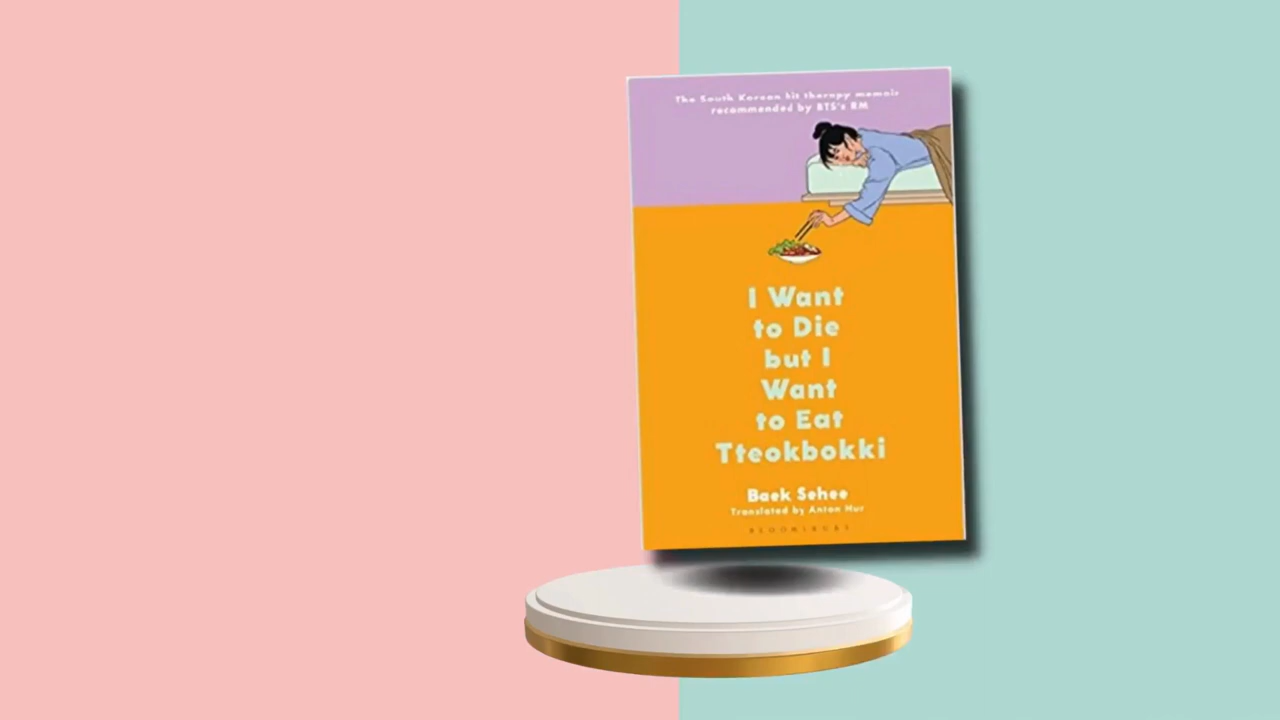 The South Korean hit therapy memoir
recommended by BTS's RM
I Want
to Die
but I
Want
to Eat
Tteokbokki
Baek Sehee
Translated by Anton Hur
BLOOMSBURY